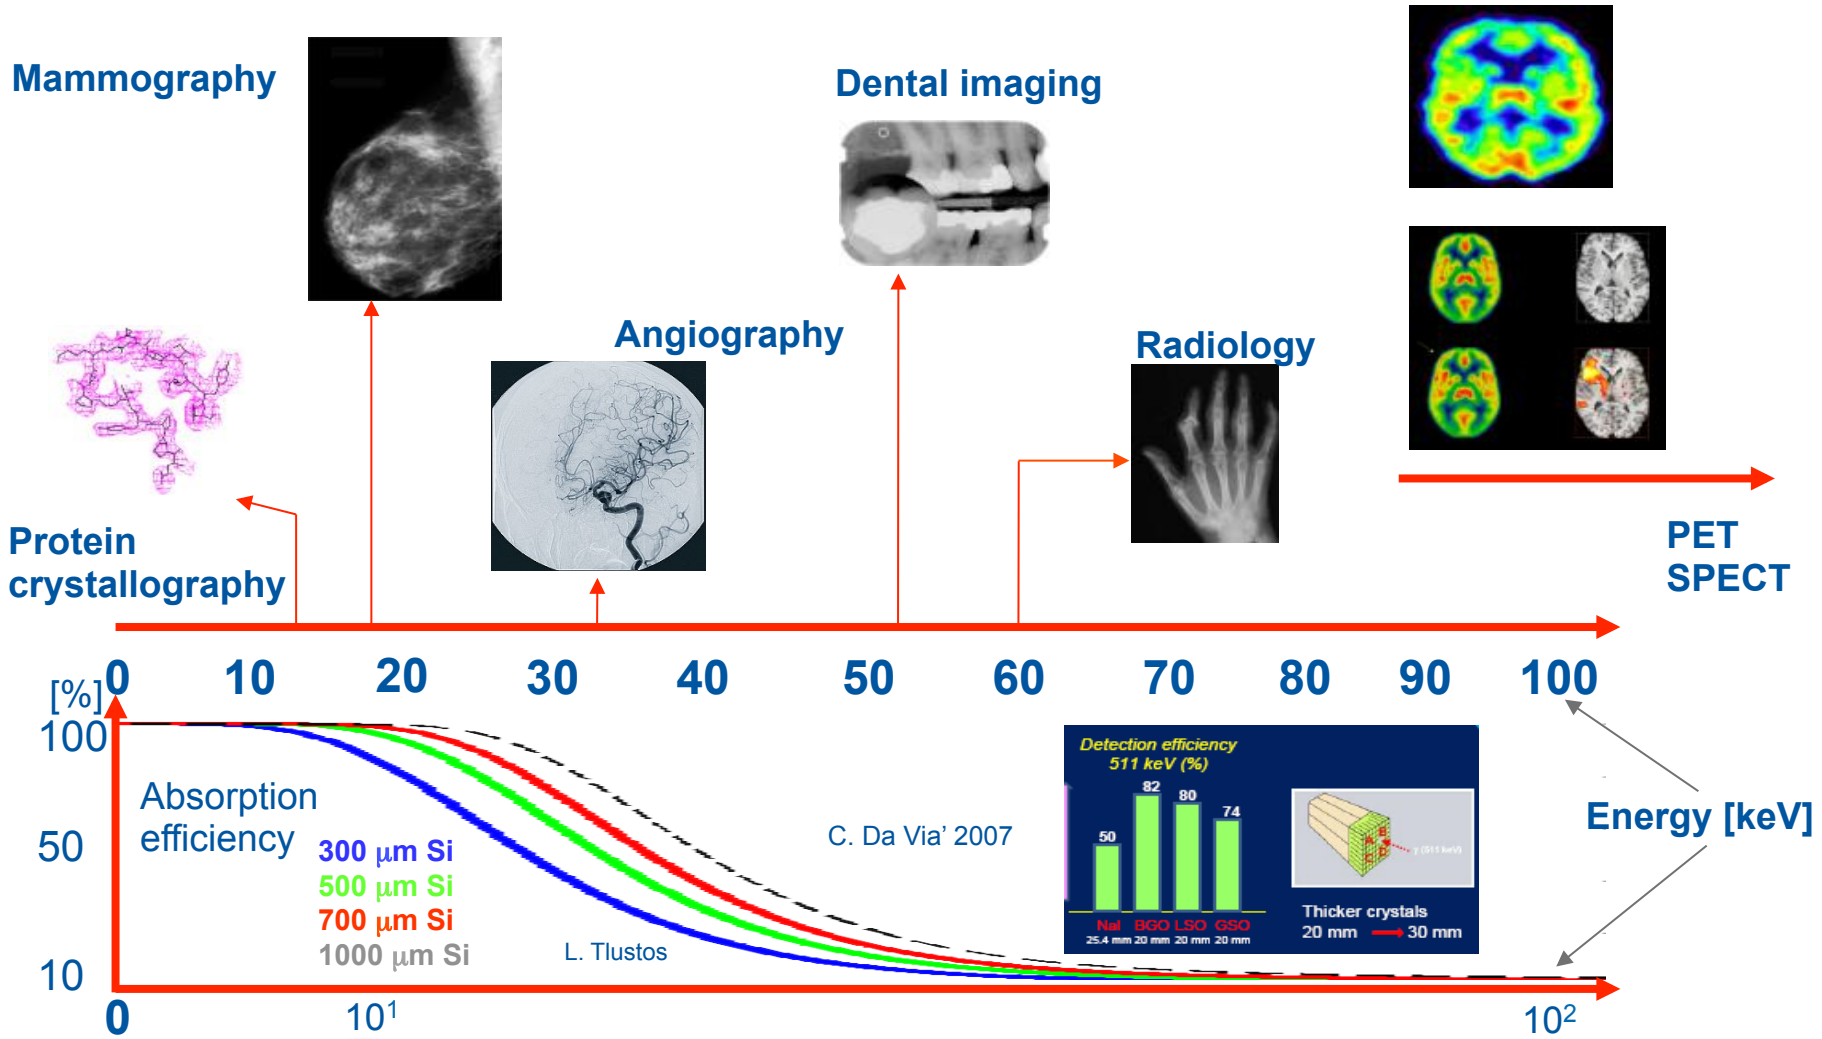 Mammography
Dental imaging
Angiography
Radiology
Protein
crystallography
PET
SPECT
0 10 20 30 40 50 60 70 80 90 100
[%]
100
50
10
Absorption
efficiency
300 μm Si
500 μm Si
700 μm Si
1000 μm Si
L. Tlustos
C. Da Via’ 2007
Detection efficiency
511 keV (%)
50 82 80 74
NaI BGO LSO GSO
25.4 mm 20 mm 20 mm 20 mm
A B
C D
γ (511 keV)
Thicker crystals
20 mm 30 mm
Energy [keV]
0 10¹ 10²